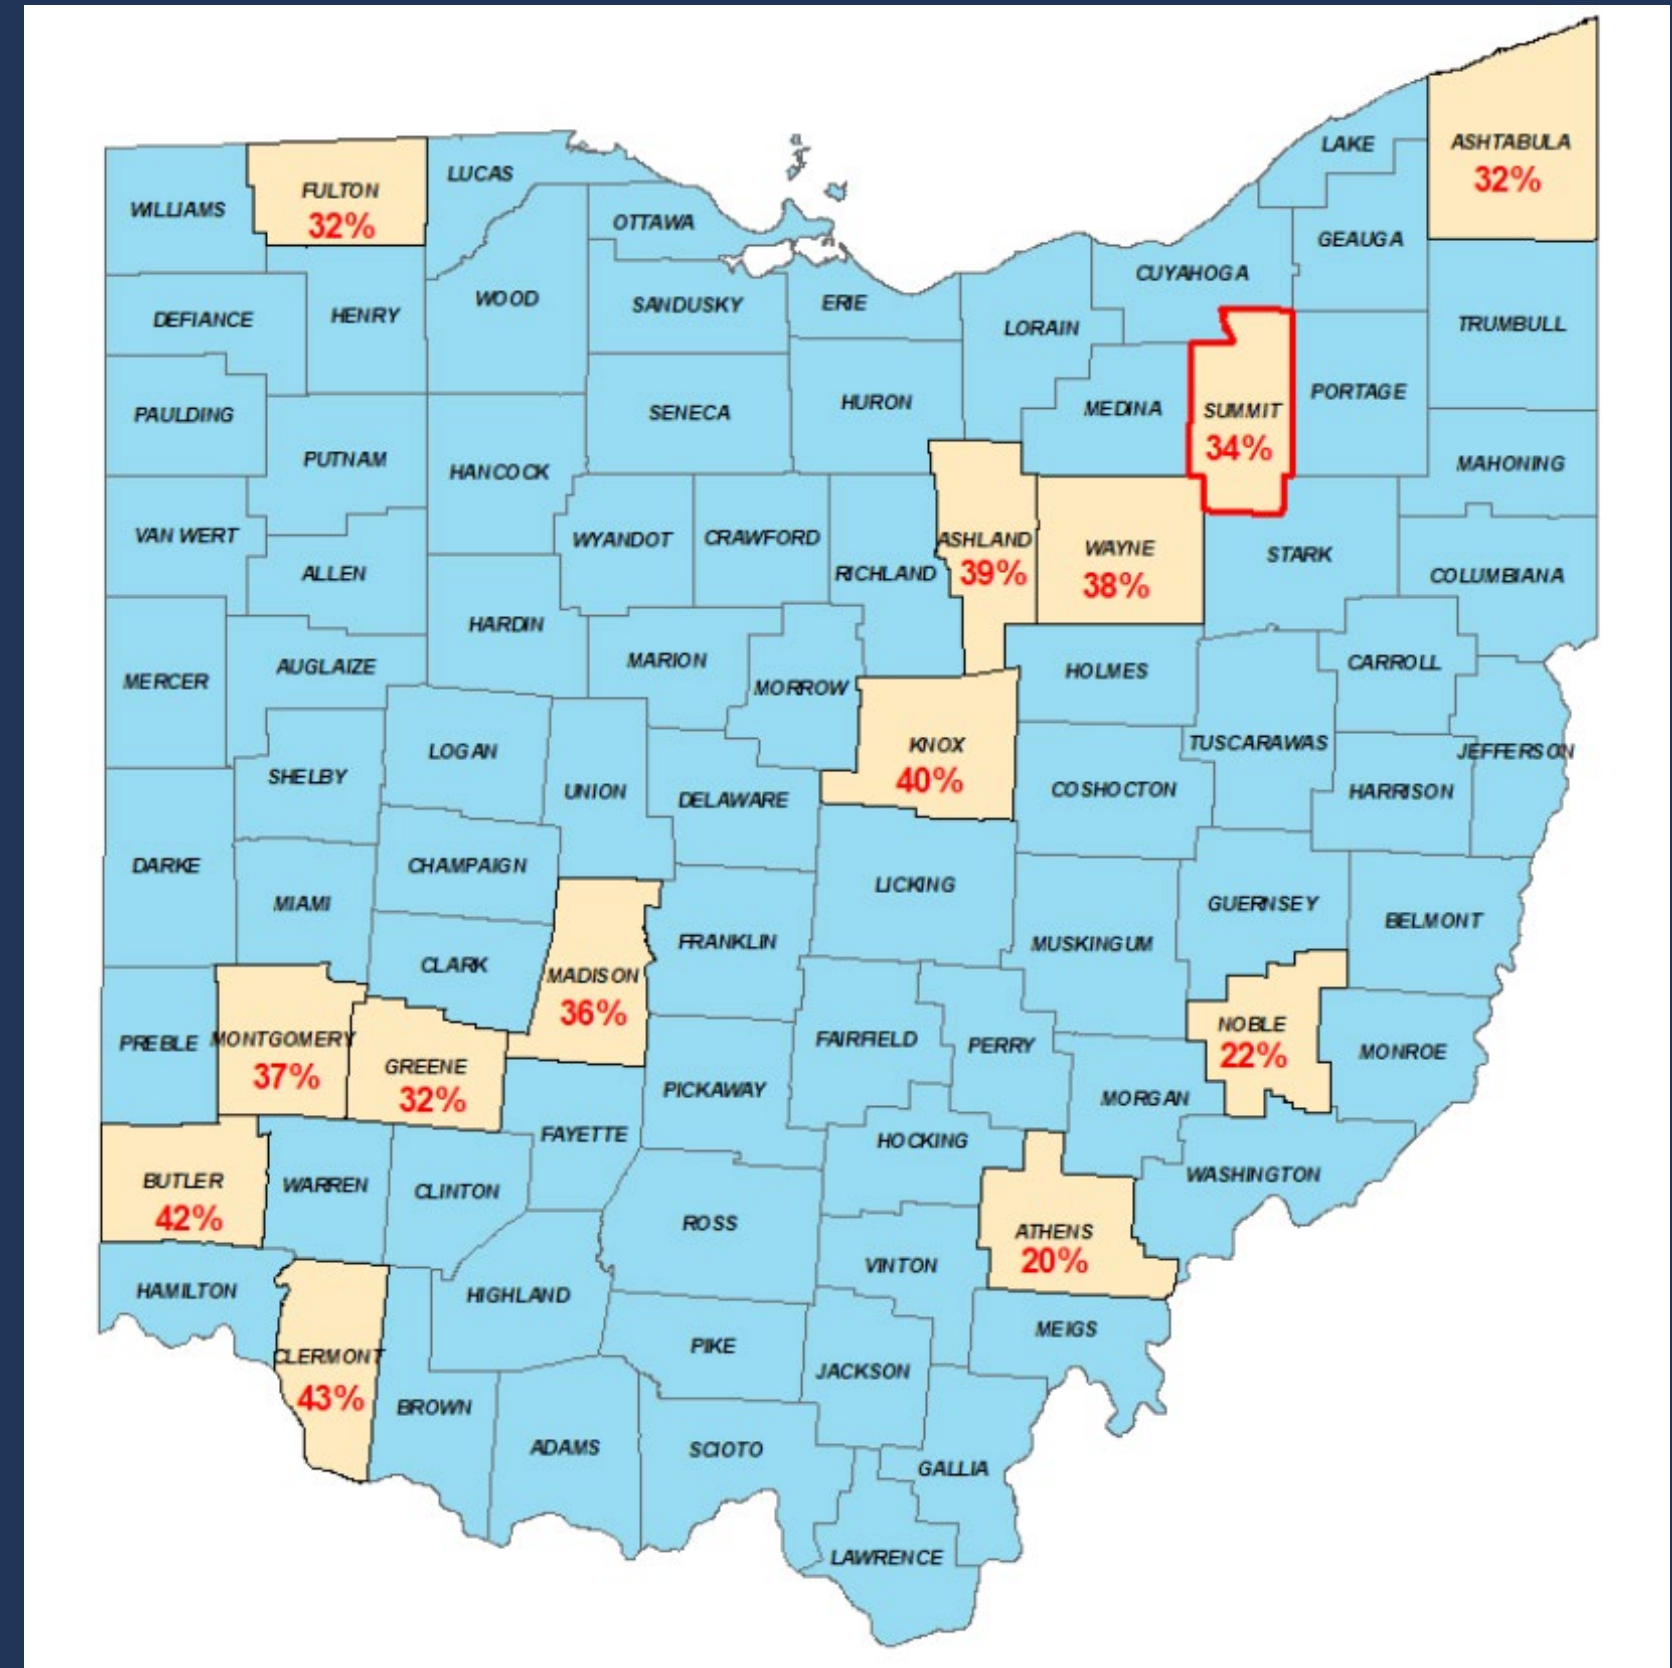 LAKE
ASHTABULA
32%
LUCAS
FULTON
32%
WILLIAMS
OTTAWA
GEAUGA
CUYAHOGA
WOOD
SANDUSKY
ERIE
DEFIANCE
HENRY
LORAIN
TRUMBULL
PORTAGE
SUMMIT
34%
MEDINA
HURON
SENECA
PAULDING
PUTNAM
HANCOCK
MAHONING
VAN WERT
WYANDOT
CRAWFORD
ASHLAND
39%
WAYNE
38%
STARK
RICHLAND
ALLEN
COLUMBIANA
HARDIN
MARION
AUGLAIZE
MERCER
HOLMES
CARROLL
MORROW
KNOX
40%
TUSCARAWAS
JEFFERSON
LOGAN
SHELBY
UNION
DELAWARE
COSHOCTON
HARRISON
DARKE
CHAMPAIGN
LICKING
MIAMI
GUERNSEY
BELMONT
FRANKLIN
MUSKINGUM
CLARK
MADISON
36%
NOBLE
22%
PREBLE
MONTGOMERY
37%
GREENE
32%
FAIRFIELD
PERRY
MONROE
PICKAWAY
MORGAN
FAYETTE
HOCKING
WASHINGTON
BUTLER
42%
WARREN
CLINTON
ROSS
ATHENS
20%
VINTON
HAMILTON
HIGHLAND
MEIGS
PIKE
CLERMONT
43%
JACKSON
BROWN
ADAMS
SCIOTO
GALLIA
LAWRENCE